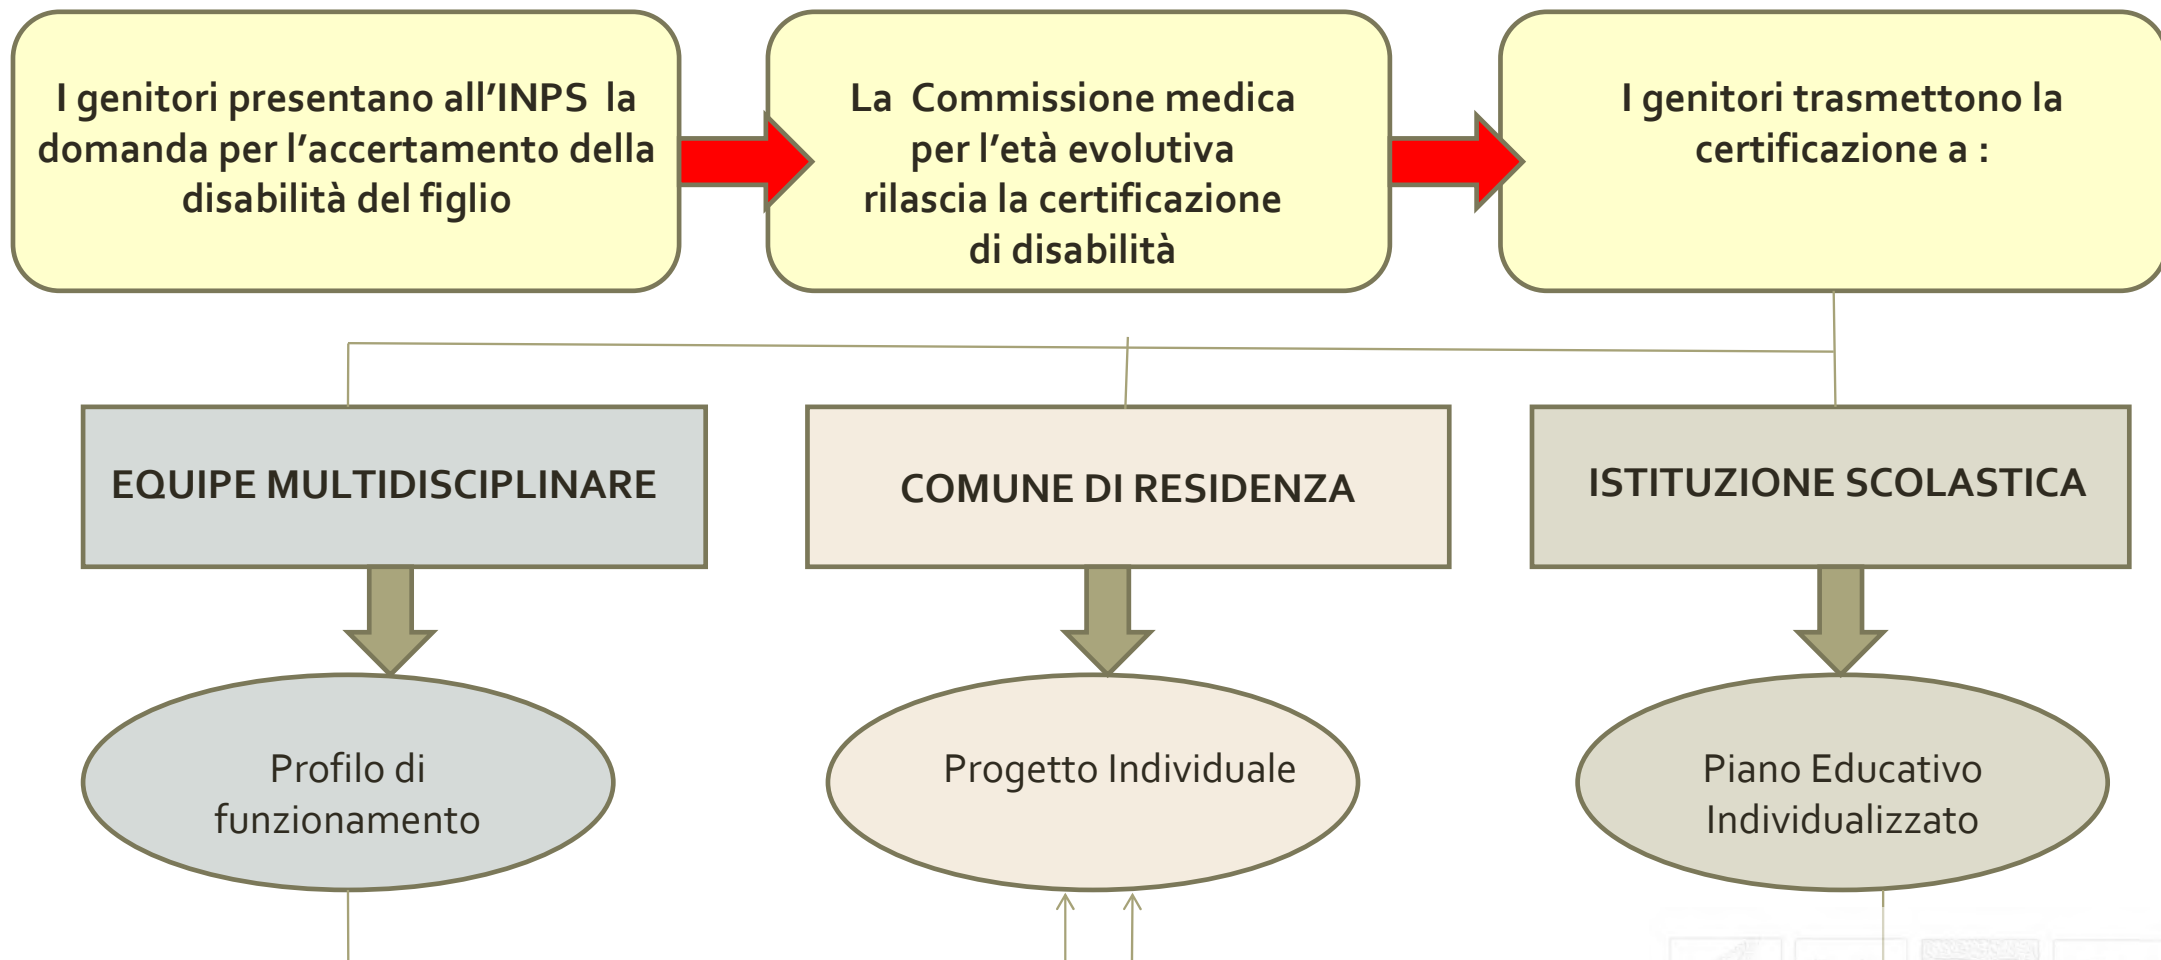 I genitori presentano all’INPS  la
domanda per l’accertamento della
disabilità del figlio
La  Commissione medica
per l’età evolutiva
rilascia la certificazione
di disabilità
I genitori trasmettono la
certificazione a :
EQUIPE MULTIDISCIPLINARE
COMUNE DI RESIDENZA
ISTITUZIONE SCOLASTICA
Profilo di
funzionamento
Progetto Individuale
Piano Educativo
Individualizzato